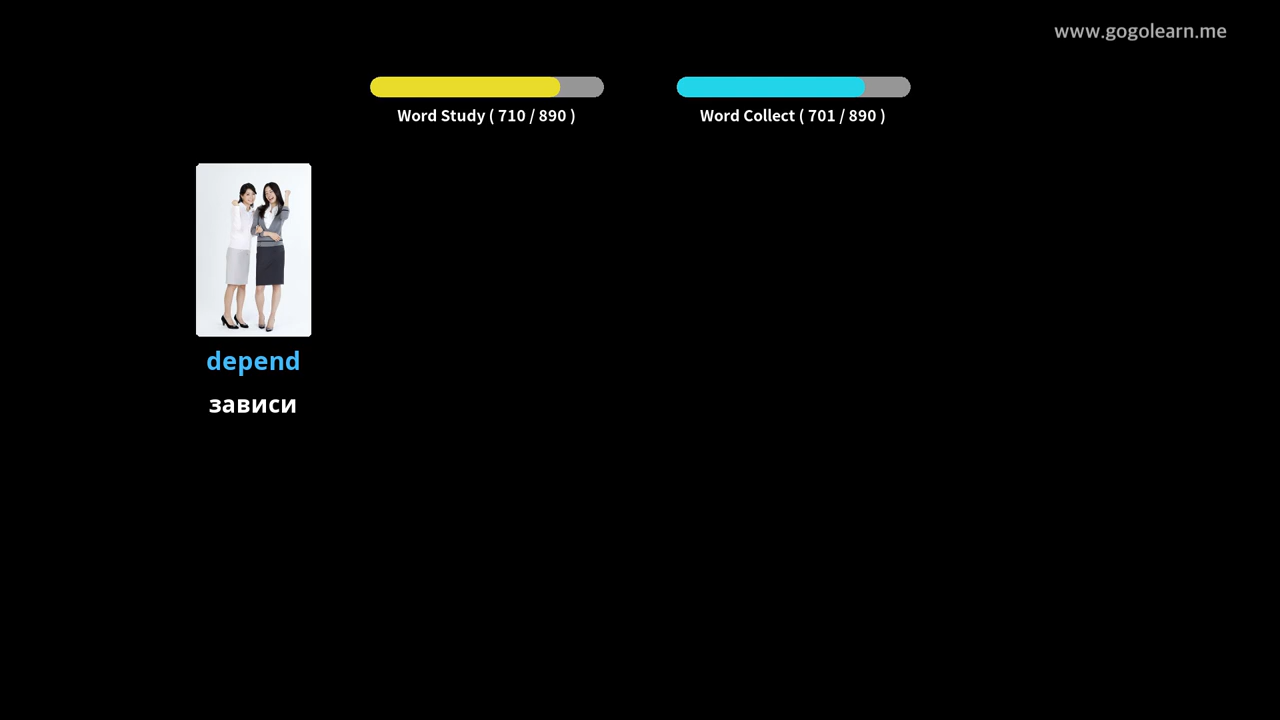 www.gogolearn.me
Word Study ( 710 / 890 )
Word Collect ( 701 / 890 )
depend
зависи